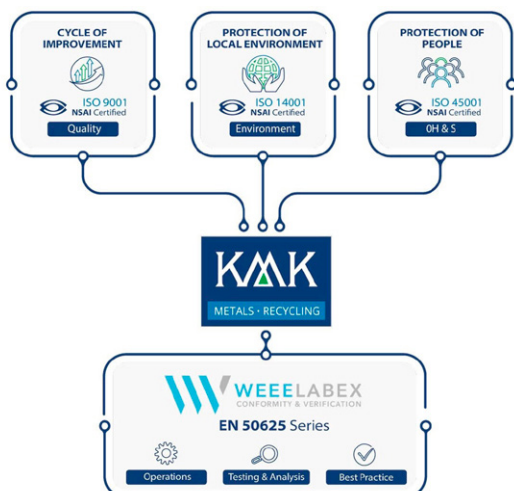 CYCLE OF
IMPROVEMENT
ISO 9001
NSAI Certified
Quality
PROTECTION OF
LOCAL ENVIRONMENT
ISO 14001
NSAI Certified
Environment
PROTECTION OF
PEOPLE
ISO 45001
NSAI Certified
0H & S
KMK
METALS · RECYCLING
WEEELABEX
CONFORMITY & VERIFICATION
EN 50625 Series
Operations
Testing & Analysis
Best Practice